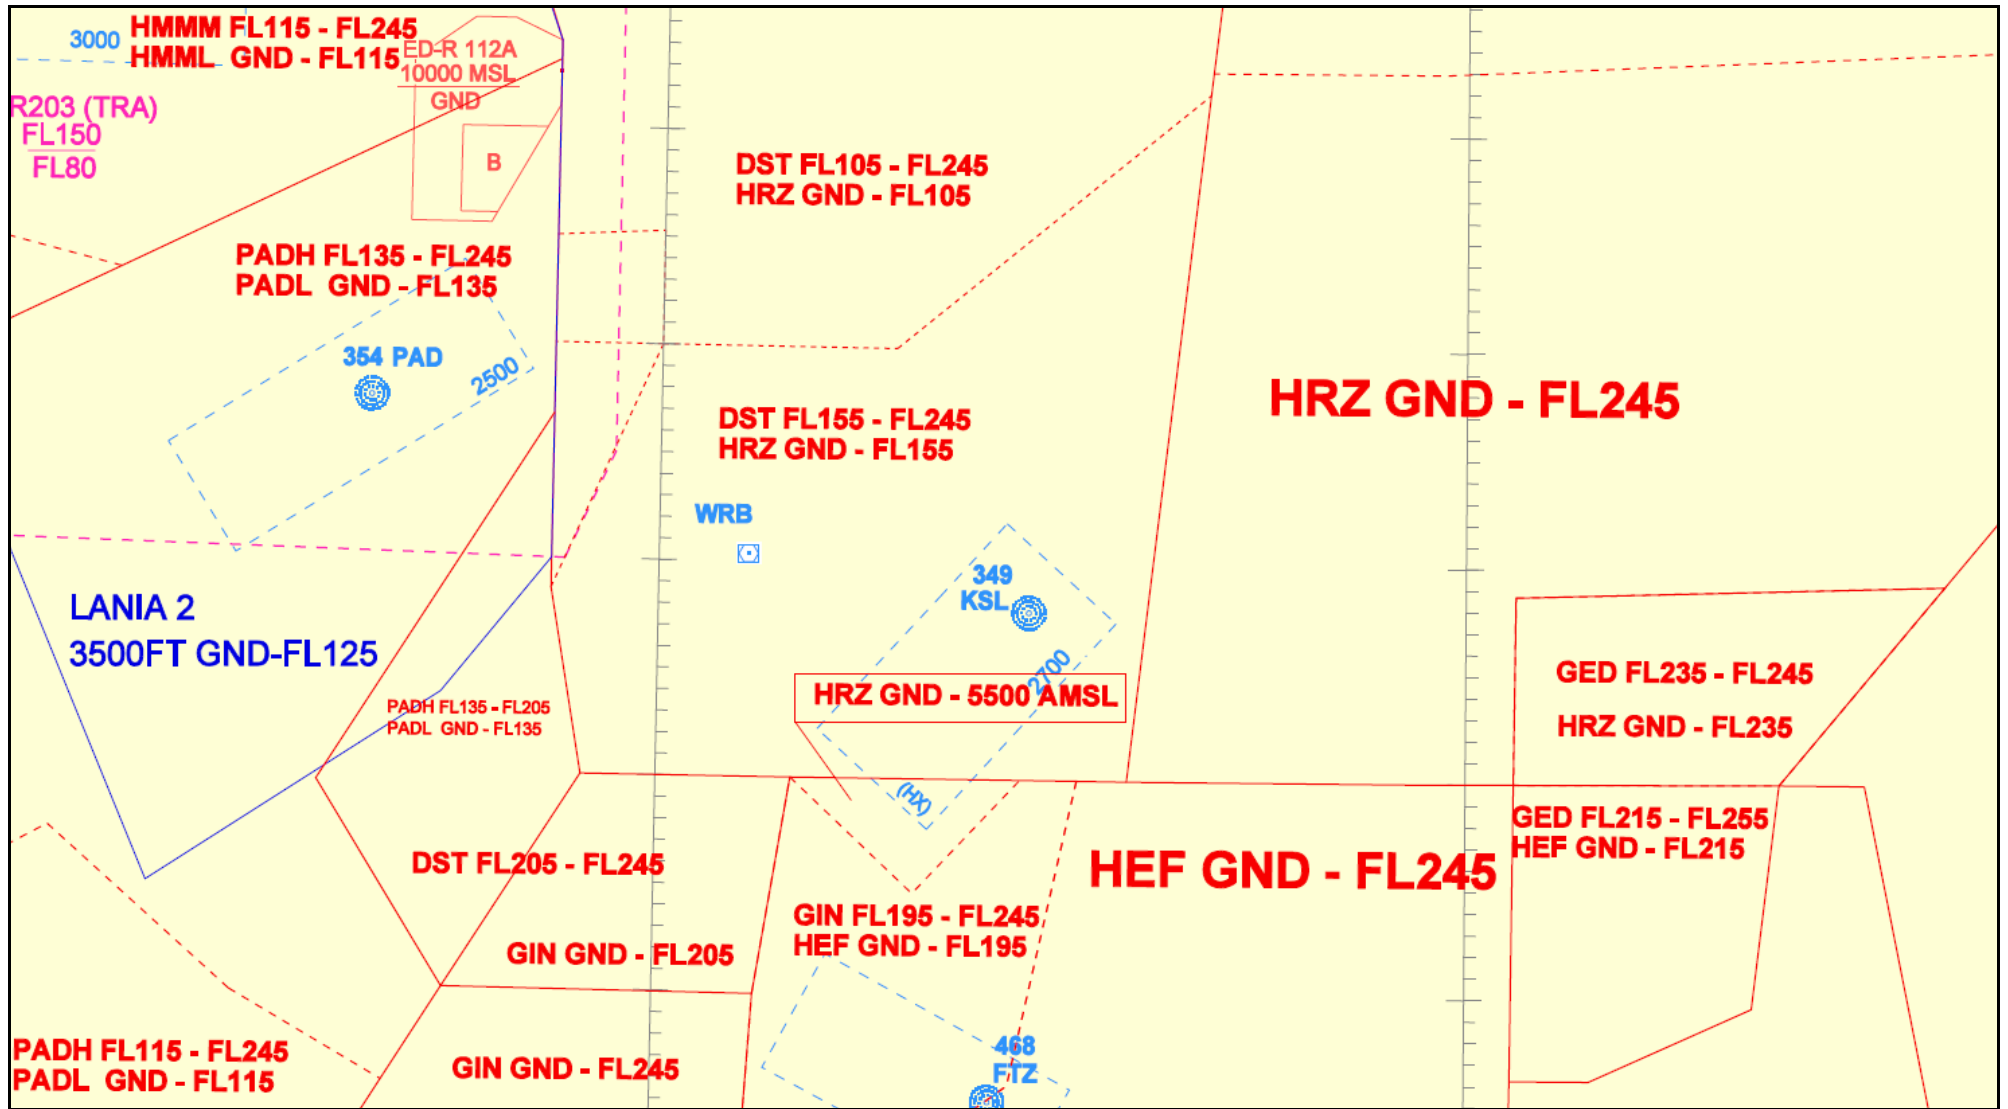 3000
HMMM FL115 - FL245
HMML GND - FL115
ED-R 112A
10000 MSL
GND
B
R203 (TRA)
FL150
FL80
DST FL105 - FL245
HRZ GND - FL105
PADH FL135 - FL245
PADL GND - FL135
354 PAD
2500
DST FL155 - FL245
HRZ GND - FL155
HRZ GND - FL245
WRB
349
KSL
2700
LANIA 2
3500FT GND-FL125
HRZ GND - 5500 AMSL
(HX)
PADH FL135 - FL205
PADL GND - FL135
GED FL235 - FL245
HRZ GND - FL235
GED FL215 - FL255
HEF GND - FL215
DST FL205 - FL245
GIN GND - FL205
HEF GND - FL245
GIN FL195 - FL245
HEF GND - FL195
468
FTZ
PADH FL115 - FL245
PADL GND - FL115
GIN GND - FL245